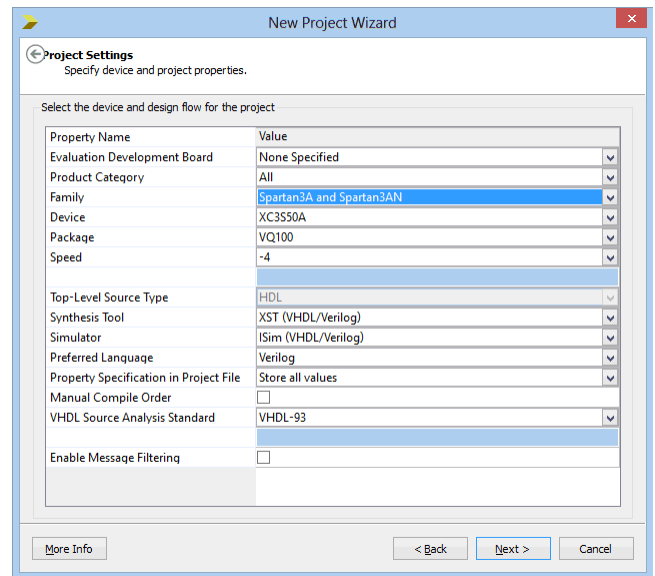 New Project Wizard
Project Settings
Specify device and project properties.
Select the device and design flow for the project
Property Name Value
Evaluation Development Board None Specified
Product Category All
Family Spartan3A and Spartan3AN
Device XC3S50A
Package VQ100
Speed -4
Top-Level Source Type HDL
Synthesis Tool XST (VHDL/Verilog)
Simulator ISim (VHDL/Verilog)
Preferred Language Verilog
Property Specification in Project File Store all values
Manual Compile Order
VHDL Source Analysis Standard VHDL-93
Enable Message Filtering
More Info < Back Next > Cancel